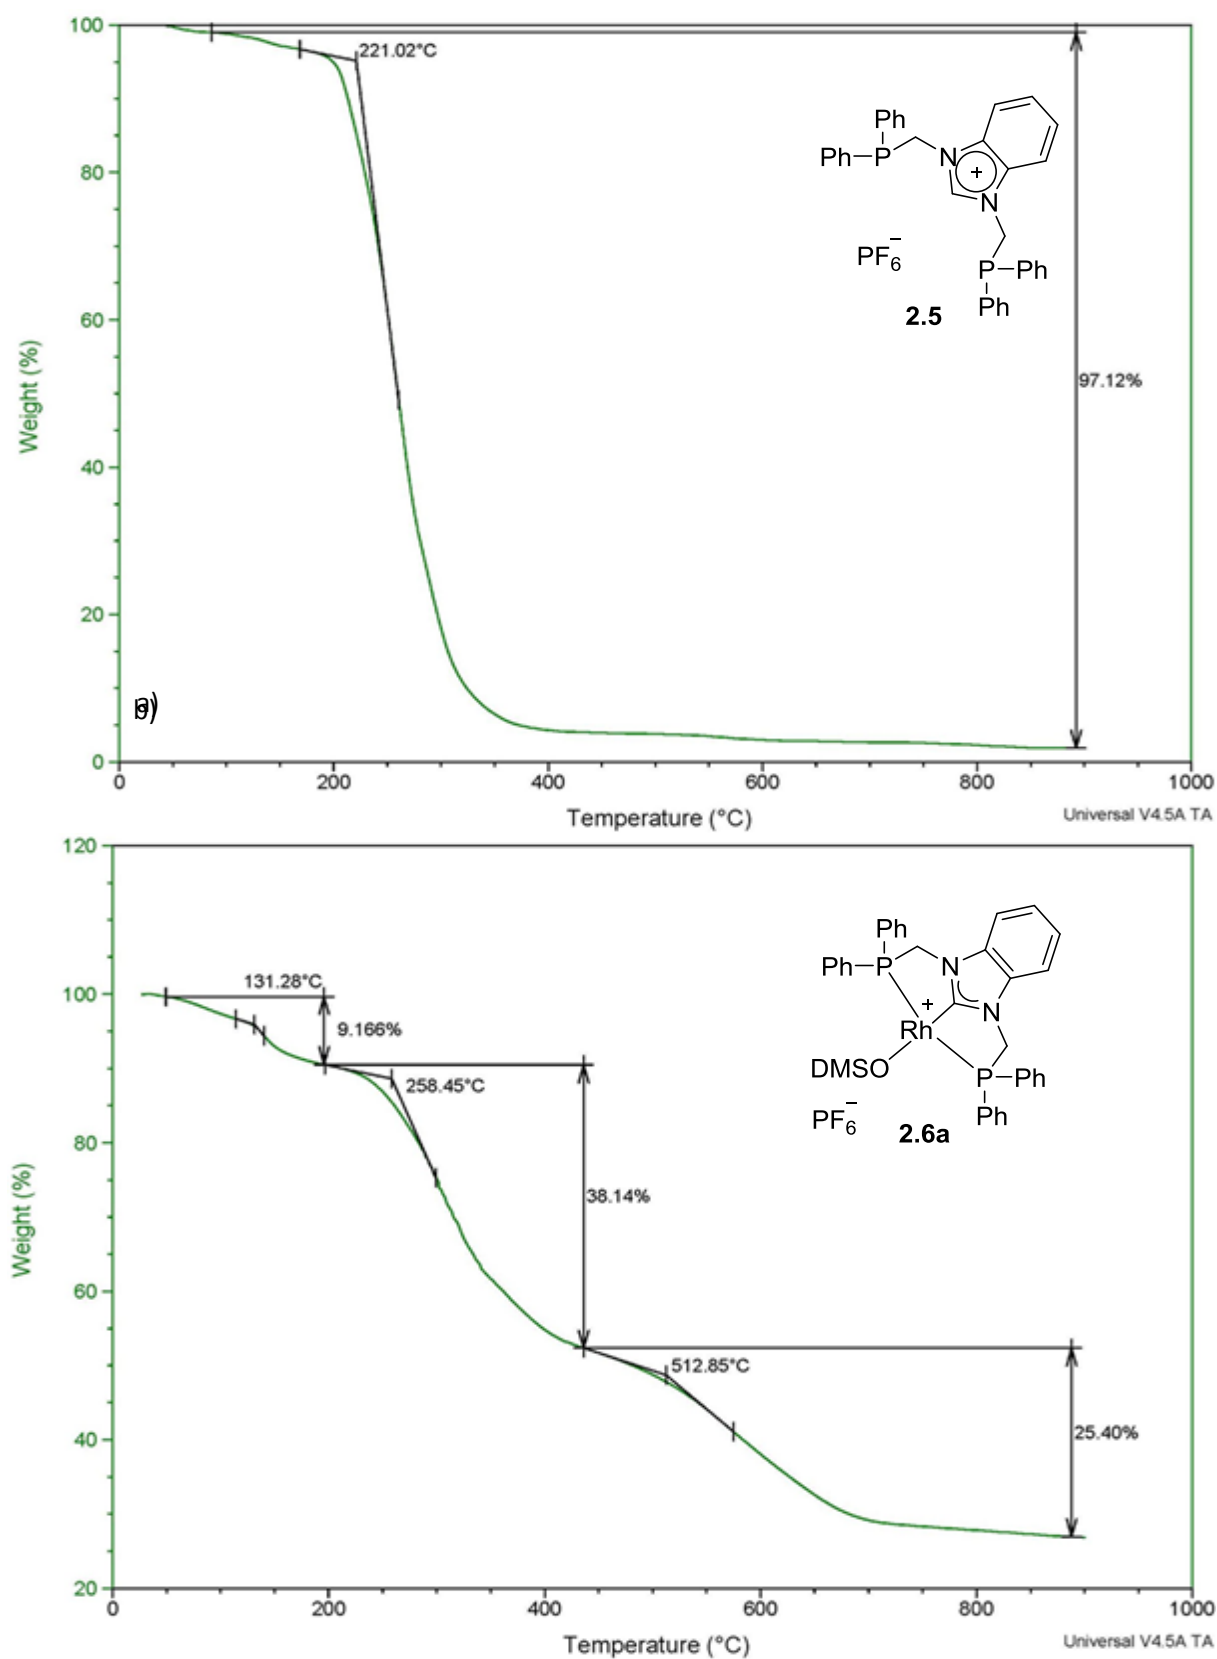 100
221.02°C
Ph
Ph P N
+
80
N
PF6− P Ph
Ph
2.5
60
Weight (%)
97.12%
40
20
a)
b)
0
0 200 400 600 800 1000
Temperature (°C)
Universal V4.5A TA
120
Ph
Ph P N
+
N
Rh
DMSO P Ph
PF6− Ph
2.6a
131.28°C
100
9.166%
258.45°C
80
38.14%
Weight (%)
60
512.85°C
40
25.40%
20
0 200 400 600 800 1000
Temperature (°C)
Universal V4.5A TA